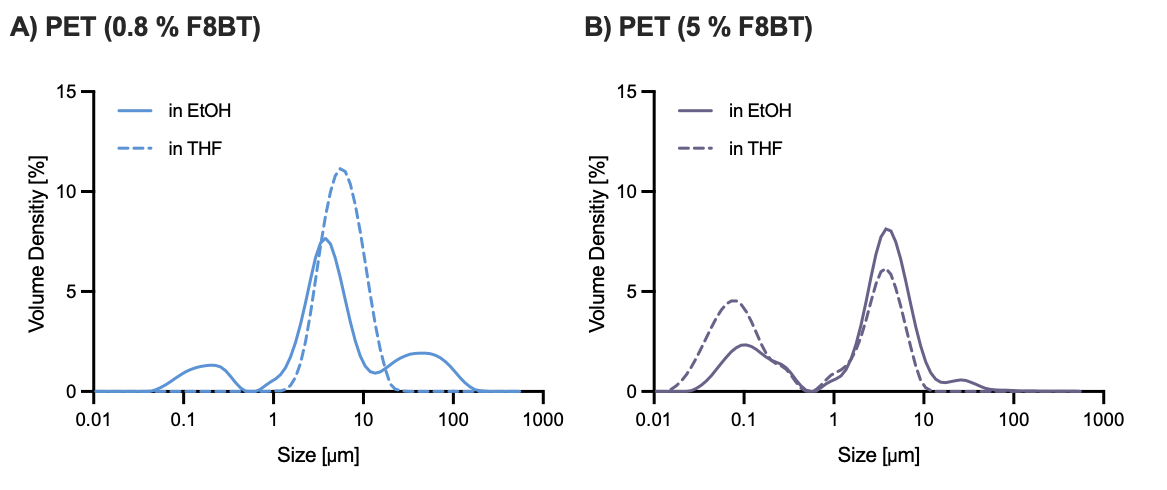 A) PET (0.8 % F8BT)
15
in EtOH
in THF
10
5
0
Volume Densitiy [%]
0.01 0.1 1 10 100 1000
Size [µm]
B) PET (5 % F8BT)
15
in EtOH
in THF
10
5
0
Volume Densitiy [%]
0.01 0.1 1 10 100 1000
Size [µm]